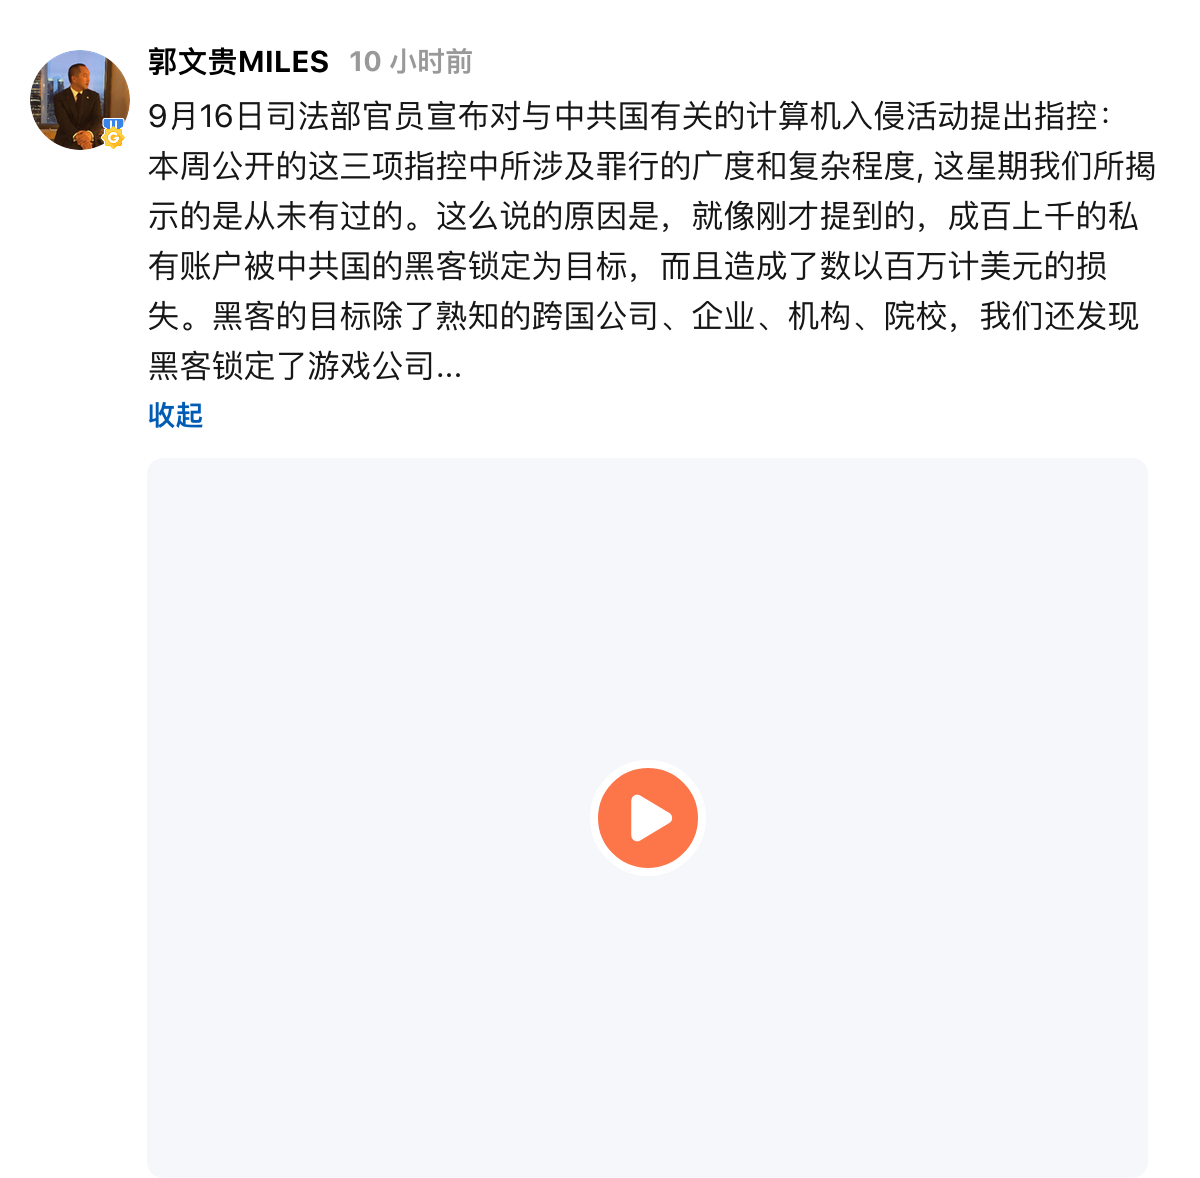 郭文贵MILES 10 小时前
9月16日司法部官员宣布对与中共国有关的计算机入侵活动提出指控：
本周公开的这三项指控中所涉及罪行的广度和复杂程度, 这星期我们所揭
示的是从未有过的。这么说的原因是，就像刚才提到的，成百上千的私
有账户被中共国的黑客锁定为目标，而且造成了数以百万计美元的损
失。黑客的目标除了熟知的跨国公司、企业、机构、院校，我们还发现
黑客锁定了游戏公司...
收起